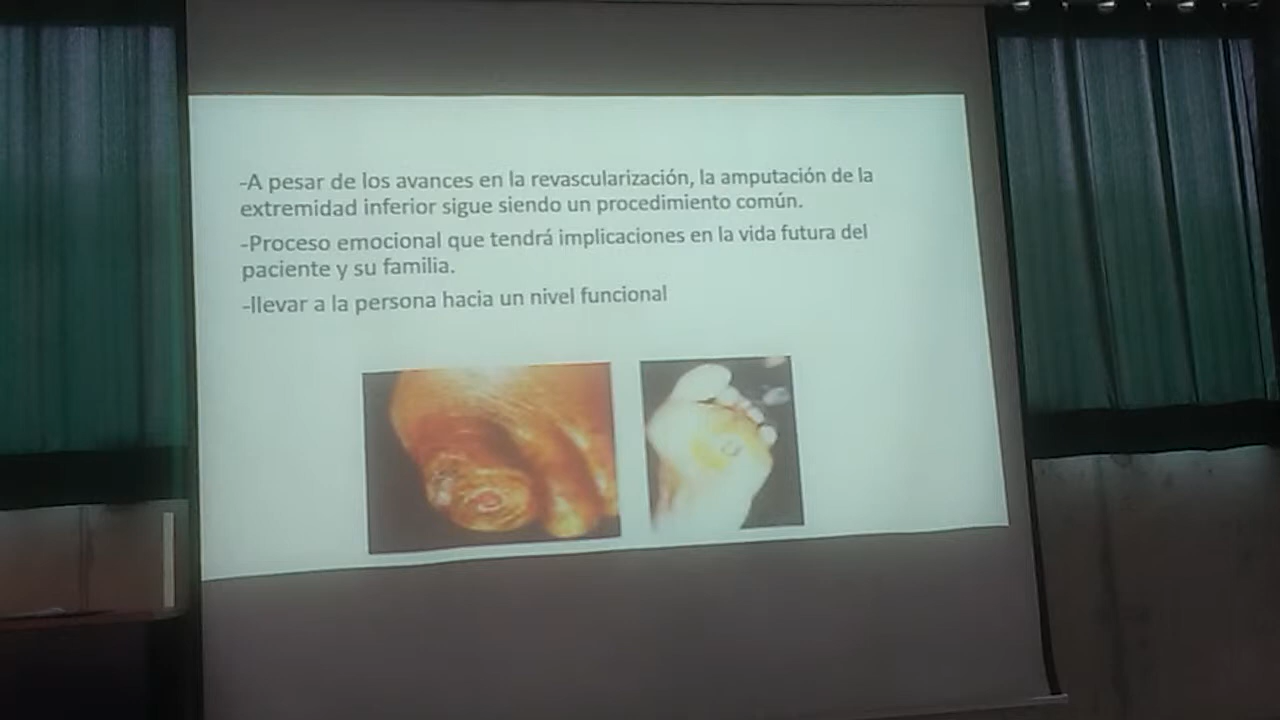 -A pesar de los avances en la revascularización, la amputación de la
extremidad inferior sigue siendo un procedimiento común.
-Proceso emocional que tendrá implicaciones en la vida futura del
paciente y su familia.
-llevar a la persona hacia un nivel funcional